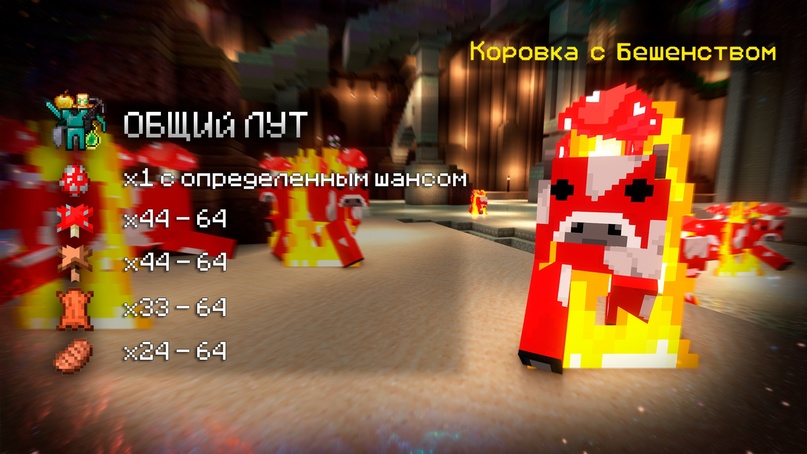 Коровка с Бешенством
ОБЩИЙ ЛУТ
x1 с определенным шансом
x44 - 64
x44 - 64
x33 - 64
x24 - 64